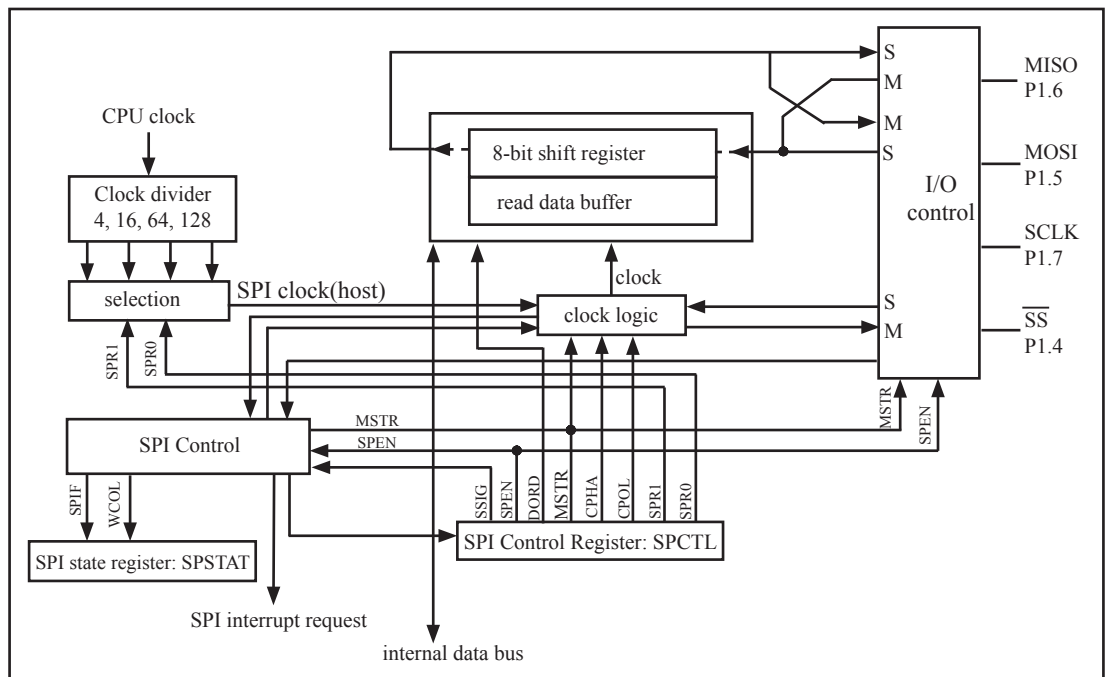 S
MISO
M
P1.6
CPU clock
M
8-bit shift register
S
MOSI
Clock divider
I/O
P1.5
4, 16, 64, 128
read data buffer
control
SCLK
P1.7
clock
SPI clock(host)
selection
S
clock logic
SS
M
P1.4
SPR1
SPR0
MSTR
SPEN
MSTR
SPI Control
SPEN
SSIG
SPEN
DORD
MSTR
CPHA
CPOL
SPR1
SPR0
SPIF
WCOL
SPI Control Register: SPCTL
SPI state register: SPSTAT
SPI interrupt request
internal data bus